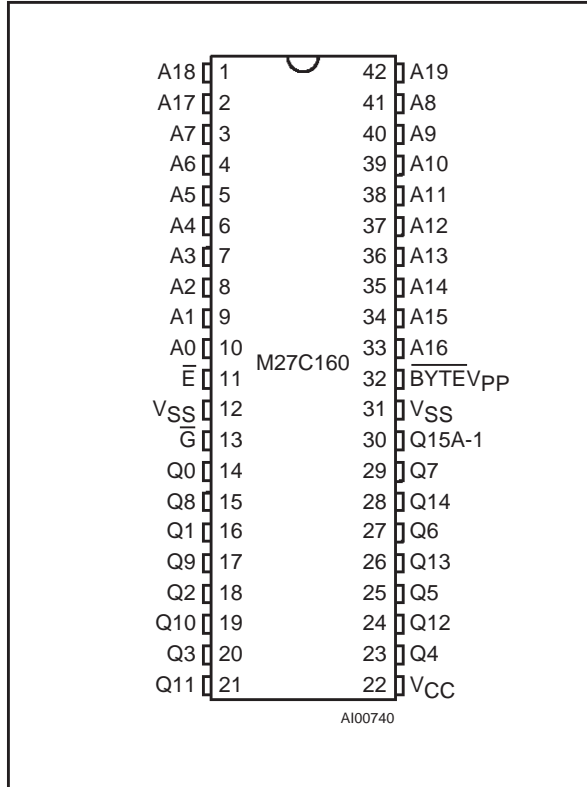 A18 1 42 A19
A17 2 41 A8
A7 3 40 A9
A6 4 39 A10
A5 5 38 A11
A4 6 37 A12
A3 7 36 A13
A2 8 35 A14
A1 9 34 A15
A0 10 33 A16
M27C160
E̅ 11 32 B̅Y̅T̅E̅VPP
VSS 12 31 VSS
G̅ 13 30 Q15A-1
Q0 14 29 Q7
Q8 15 28 Q14
Q1 16 27 Q6
Q9 17 26 Q13
Q2 18 25 Q5
Q10 19 24 Q12
Q3 20 23 Q4
Q11 21 22 VCC
AI00740